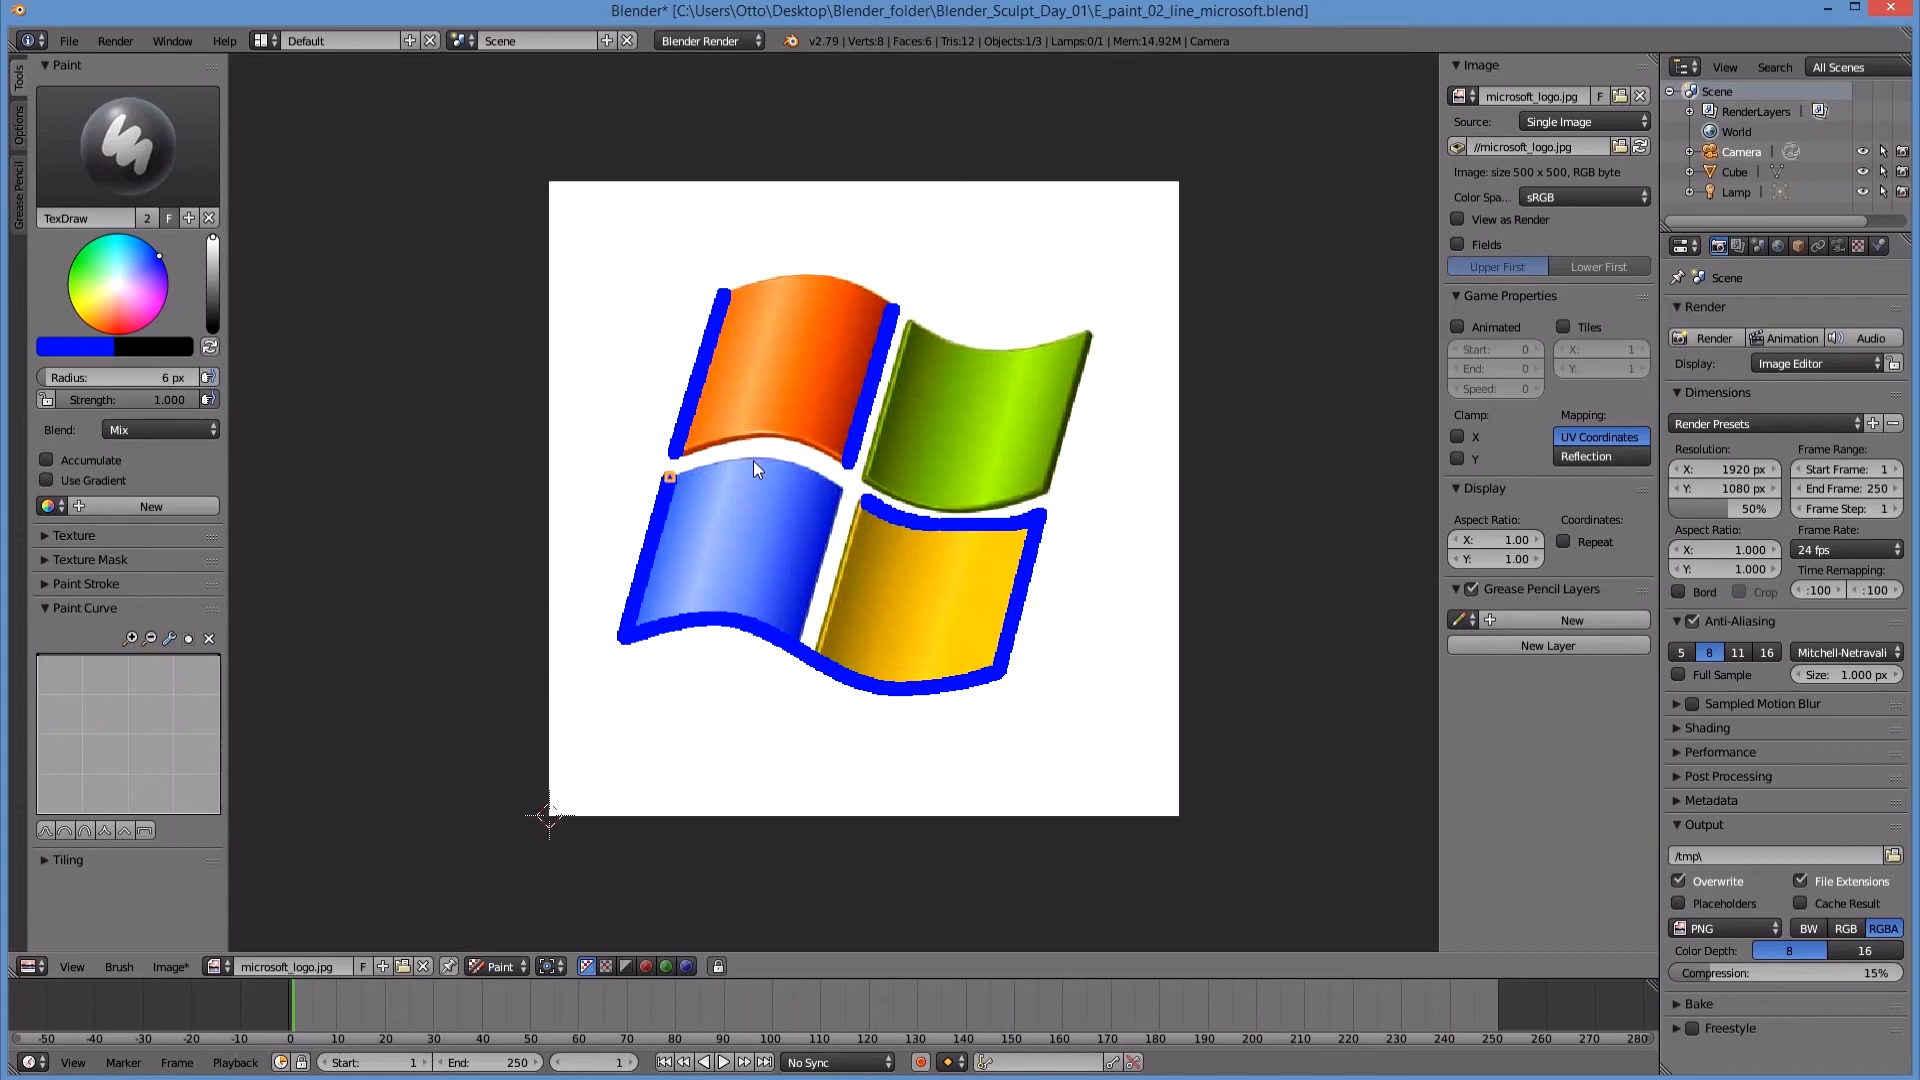 Blender* [C:\Users\Otto\Desktop\Blender_folder\Blender_Sculpt_Day_01\E_paint_02_line_microsoft.blend]
File Render Window Help Default Scene Blender Render v2.79 | Verts:8 | Faces:6 | Tris:12 | Objects:1/3 | Lamps:0/1 | Mem:14.92M | Camera
Tools
Options
Grease Pencil
Paint
TexDraw 2 F
Radius: 6 px
Strength: 1.000
Blend: Mix
Accumulate
Use Gradient
New
Texture
Texture Mask
Paint Stroke
Paint Curve
Tiling
Image
microsoft_logo.jpg F
Source: Single Image
//microsoft_logo.jpg
Image: size 500 x 500, RGB byte
Color Spa... sRGB
View as Render
Fields
Upper First Lower First
Game Properties
Animated Tiles
Start: 0 X: 1
End: 0 Y: 1
Speed: 0
Clamp: Mapping:
X UV Coordinates
Y Reflection
Display
Aspect Ratio: Coordinates:
X: 1.00 Repeat
Y: 1.00
Grease Pencil Layers
New
New Layer
View Search All Scenes
Scene
RenderLayers
World
Camera
Cube
Lamp
Scene
Render
Render Animation Audio
Display: Image Editor
Dimensions
Render Presets
Resolution: Frame Range:
X: 1920 px Start Frame: 1
Y: 1080 px End Frame: 250
50% Frame Step: 1
Aspect Ratio: Frame Rate:
X: 1.000 24 fps
Y: 1.000 Time Remapping:
Bord Crop :100 :100
Anti-Aliasing
5 8 11 16 Mitchell-Netravali
Full Sample Size: 1.000 px
Sampled Motion Blur
Shading
Performance
Post Processing
Metadata
Output
/tmp\
Overwrite File Extensions
Placeholders Cache Result
PNG BW RGB RGBA
Color Depth: 8 16
Compression: 15%
Bake
Freestyle
View Brush Image* microsoft_logo.jpg F Paint
-50 -40 -30 -20 -10 0 10 20 30 40 50 60 70 80 90 100 110 120 130 140 150 160 170 180 190 200 210 220 230 240 250 260 270 280
View Marker Frame Playback Start: 1 End: 250 1 No Sync